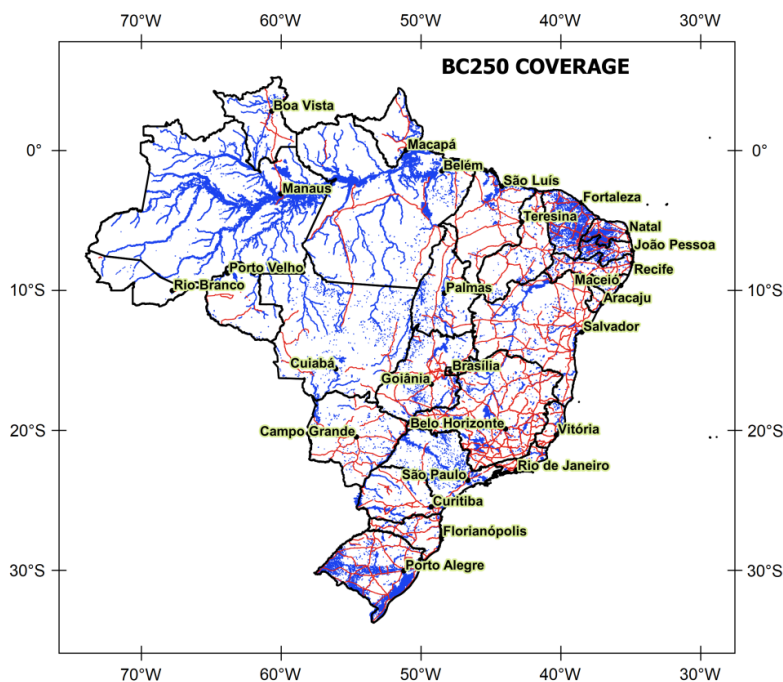 70°W 60°W 50°W 40°W 30°W
BC250 COVERAGE
Boa Vista
0° Macapá 0°
Belém
São Luís
Manaus
Fortaleza
Teresina
Natal
João Pessoa
Porto Velho
Recife
Rio Branco
Maceió
10°S Palmas 10°S
Aracaju
Salvador
Cuiabá
Brasília
Goiânia
Belo Horizonte
Campo Grande
Vitória
20°S 20°S
São Paulo
Rio de Janeiro
Curitiba
Florianópolis
Porto Alegre
30°S 30°S
70°W 60°W 50°W 40°W 30°W